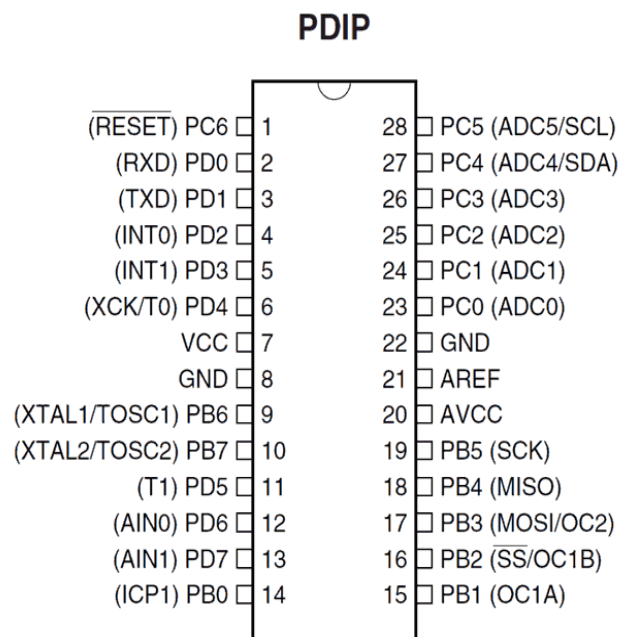 PDIP
(RESET) PC6 1 28 PC5 (ADC5/SCL)
(RXD) PD0 2 27 PC4 (ADC4/SDA)
(TXD) PD1 3 26 PC3 (ADC3)
(INT0) PD2 4 25 PC2 (ADC2)
(INT1) PD3 5 24 PC1 (ADC1)
(XCK/T0) PD4 6 23 PC0 (ADC0)
VCC 7 22 GND
GND 8 21 AREF
(XTAL1/TOSC1) PB6 9 20 AVCC
(XTAL2/TOSC2) PB7 10 19 PB5 (SCK)
(T1) PD5 11 18 PB4 (MISO)
(AIN0) PD6 12 17 PB3 (MOSI/OC2)
(AIN1) PD7 13 16 PB2 (SS/OC1B)
(ICP1) PB0 14 15 PB1 (OC1A)